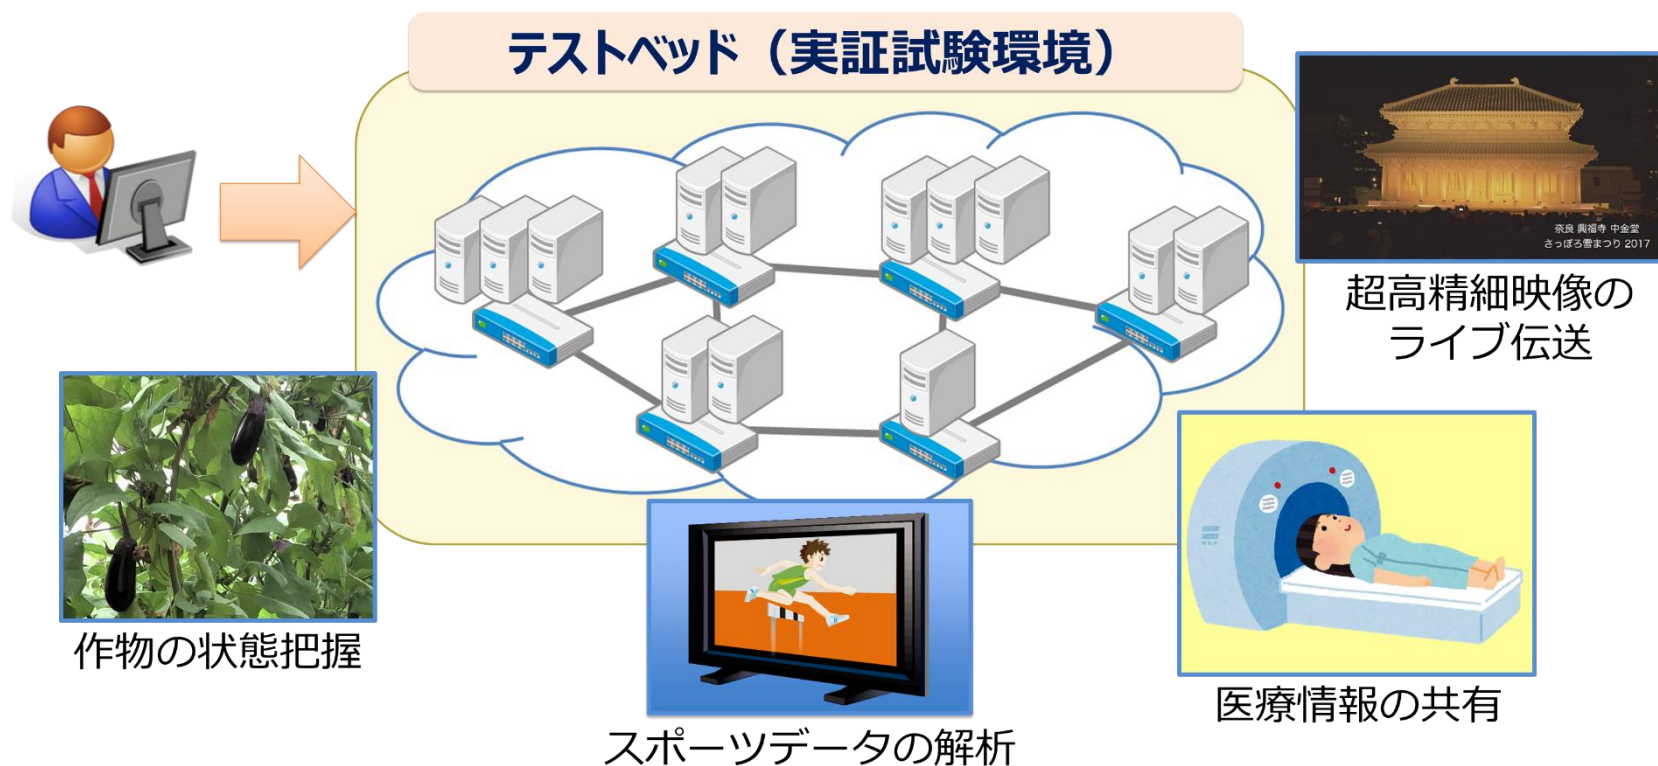 テストベッド（実証試験環境）
奈良 興福寺 中金堂
さっぽろ雪まつり 2017
超高精細映像の
ライブ伝送
作物の状態把握
医療情報の共有
スポーツデータの解析